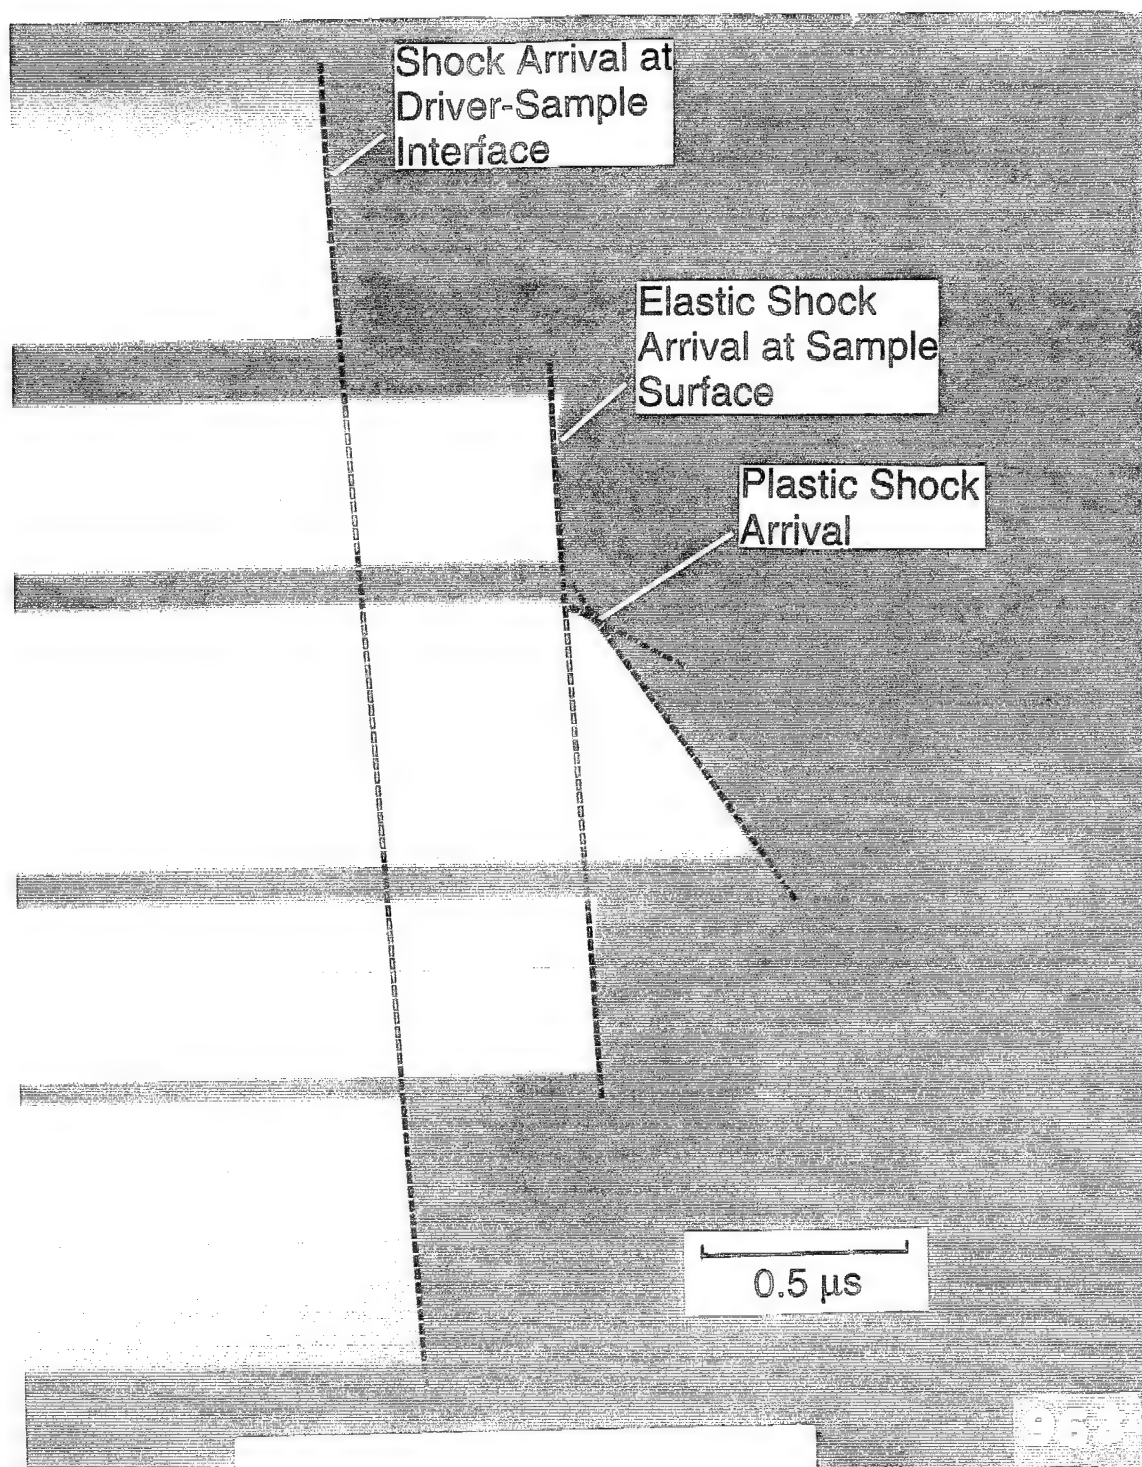 Shock Arrival at
Driver-Sample
Interface
Elastic Shock
Arrival at Sample
Surface
Plastic Shock
Arrival
0.5 μs